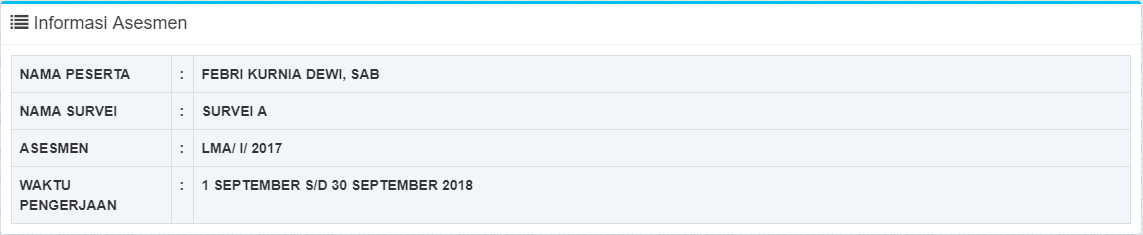 Informasi Asesmen
NAMA PESERTA : FEBRI KURNIA DEWI, SAB
NAMA SURVEI : SURVEI A
ASESMEN : LMA/ I/ 2017
WAKTU PENGERJAAN : 1 SEPTEMBER S/D 30 SEPTEMBER 2018